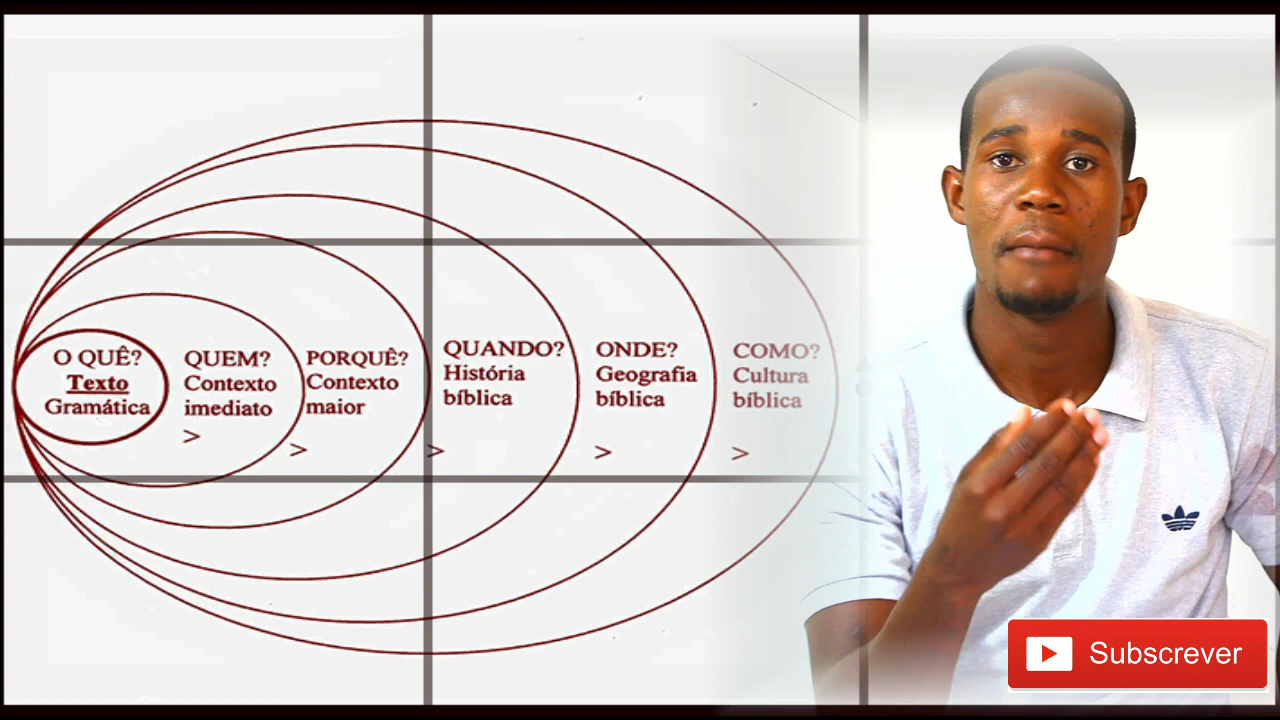 O QUÊ?
Texto
Gramática
QUEM?
Contexto
imediato
>
PORQUÊ?
Contexto
maior
>
QUANDO?
História
bíblica
>
ONDE?
Geografia
bíblica
>
COMO?
Cultura
bíblica
>
Subscrever